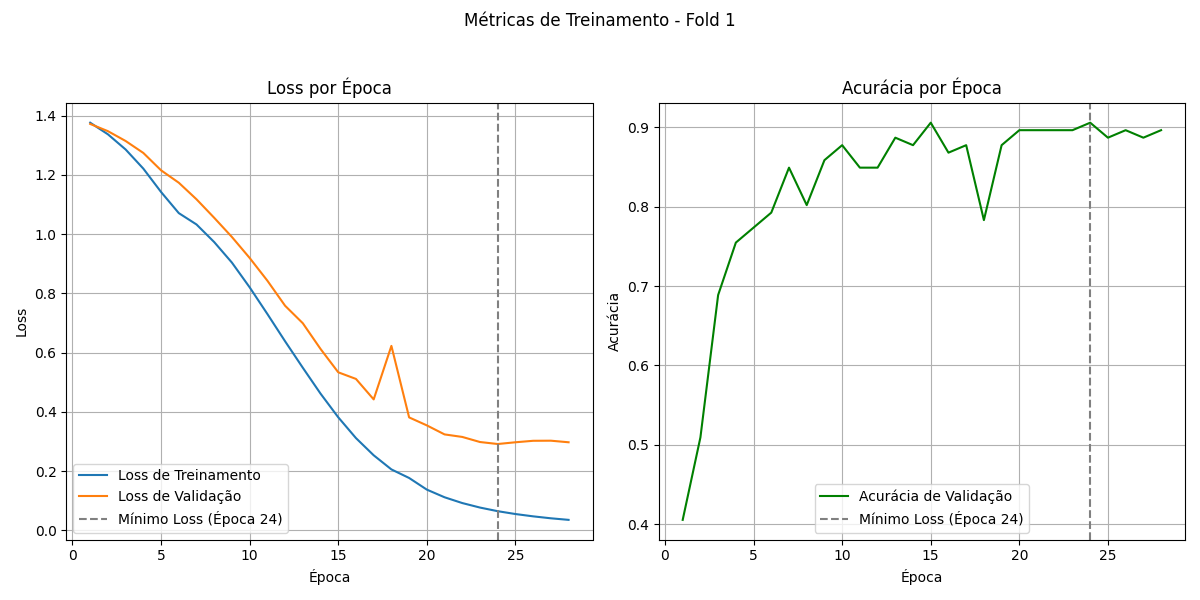 Métricas de Treinamento - Fold 1
Loss por Época
1.4
1.2
1.0
0.8
0.6
0.4
0.2
0.0
Loss
0 5 10 15 20 25
Época
Loss de Treinamento
Loss de Validação
Mínimo Loss (Época 24)
Acurácia por Época
0.9
0.8
0.7
0.6
0.5
0.4
Acurácia
0 5 10 15 20 25
Época
Acurácia de Validação
Mínimo Loss (Época 24)